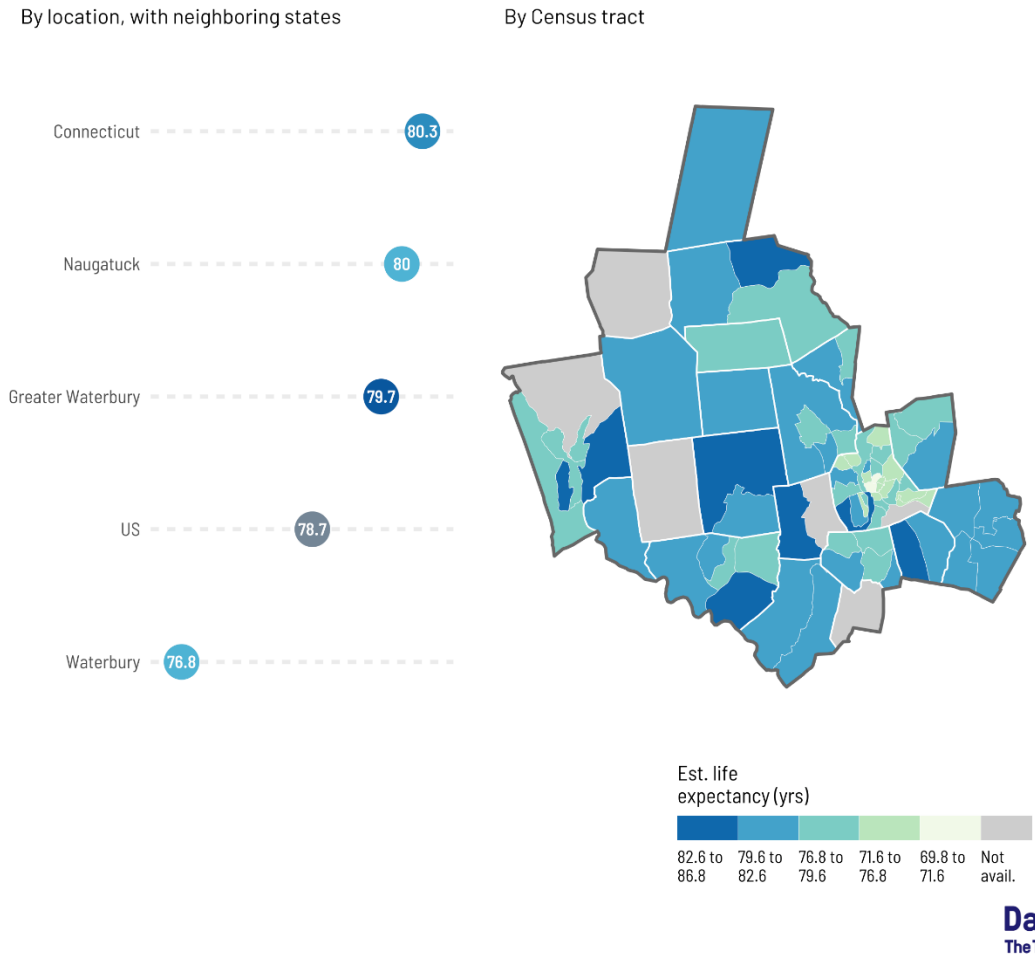 By location, with neighboring states
By Census tract
Connecticut 80.3
Naugatuck 80
Greater Waterbury 79.7
US 78.7
Waterbury 76.8
Est. life
expectancy (yrs)
82.6 to 79.6 to 76.8 to 71.6 to 69.8 to Not
86.8 82.6 79.6 76.8 71.6 avail.
Da
The